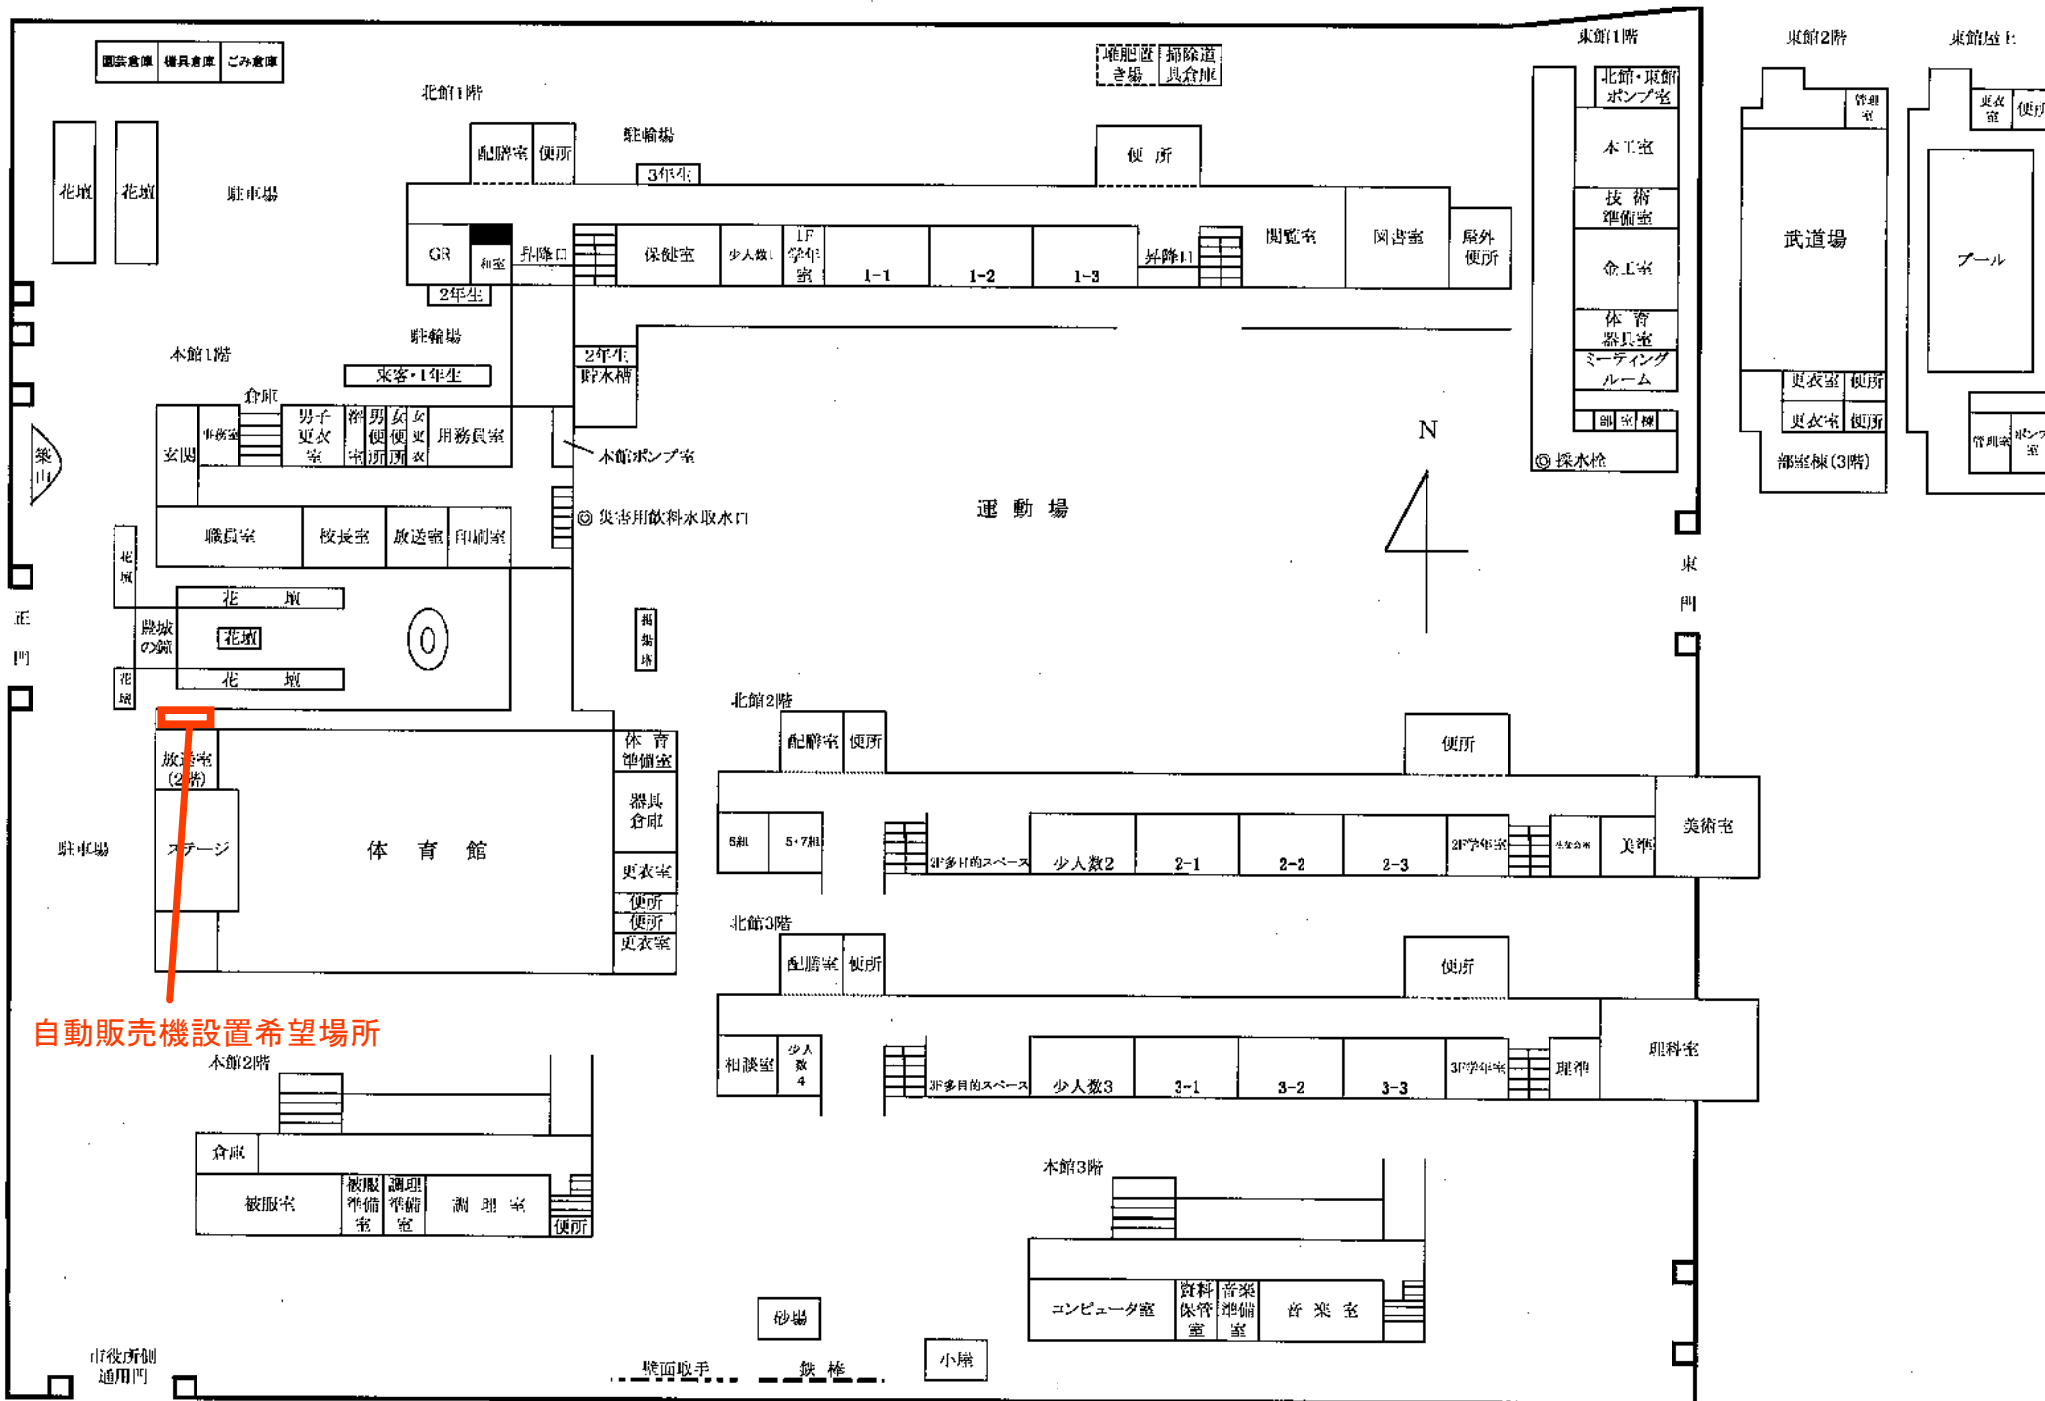 東館1階
東館2階
東館屋上
園芸倉庫
機具倉庫
ごみ倉庫
堆肥置
き場
掃除道
具倉庫
北館1階
駐輪場
3年生
配膳室
便所
便所
花壇
花壇
駐車場
GR
和室
昇降口
保健室
少人数1
1F
学年
室
1-1
1-2
1-3
昇降口
閲覧室
図書室
屋外
便所
2年生
北館・東館
ポンプ室
木工室
技術
準備室
金工室
体育
器具室
ミーティング
ルーム
部室棟
採水栓
管理
室
武道場
更衣室
便所
更衣室
便所
部室棟(3階)
更衣
室
便所
プール
管理室
ポンプ
室
駐輪場
来客・1年生
2年生
貯水槽
本館1階
倉庫
玄関
事務室
男子
更衣
室
男
便
所
女
便
所
女
更
衣
用務員室
本館ポンプ室
築
山
職員室
校長室
放送室
印刷室
災害用飲料水取水口
運動場
N
東
門
正
門
花
壇
花壇
花壇
花壇
花
壇
放送室
(2階)
ステージ
体育館
駐車場
体育
準備室
器具
倉庫
更衣室
便所
便所
更衣室
自動販売機設置希望場所
北館2階
配膳室
便所
便所
5・7組
2F多目的スペース
少人数2
2-1
2-2
2-3
2F学年室
美準
美術室
北館3階
配膳室
便所
便所
相談室
少人
数
4
3F多目的スペース
少人数3
3-1
3-2
3-3
3F学年室
理準
理科室
本館2階
倉庫
被服室
被服
準備
室
調理
準備
室
調理室
便所
本館3階
コンピュータ室
資料
保管
室
音楽
準備
室
音楽室
砂場
小屋
壁面取手
鉄棒
市役所側
通用門